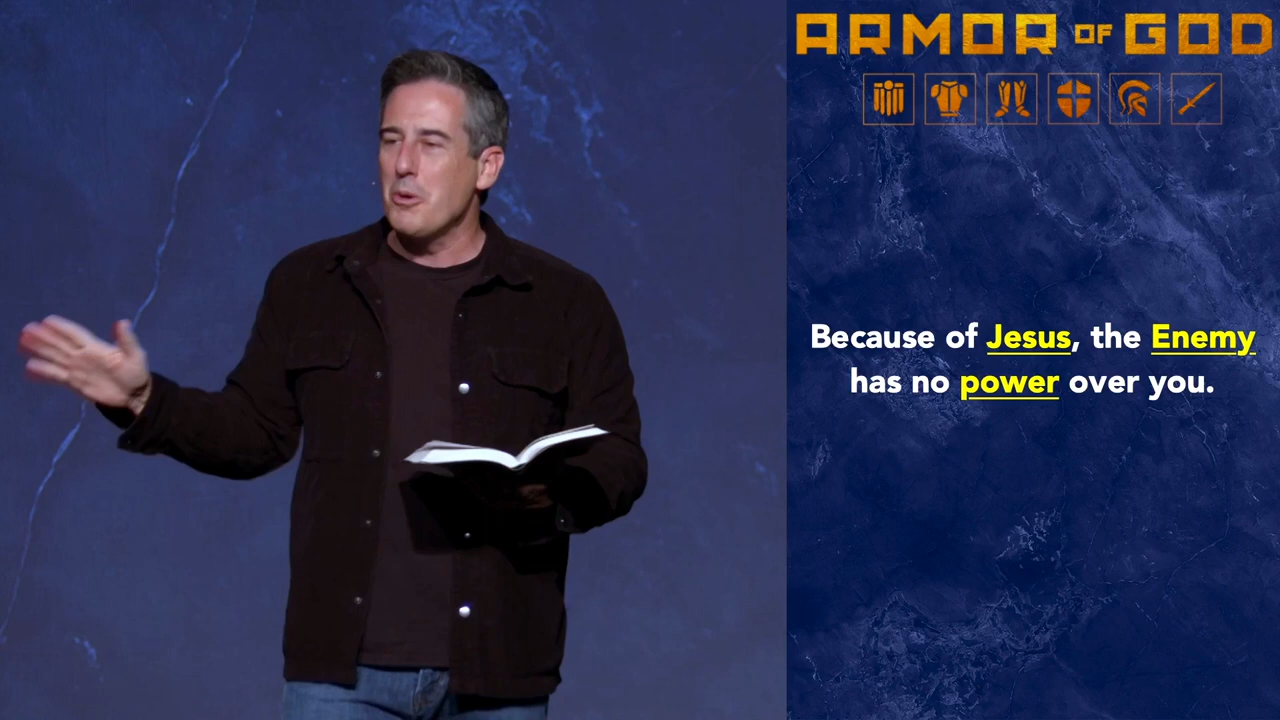 ARMOR OF GOD
Because of Jesus, the Enemy
has no power over you.